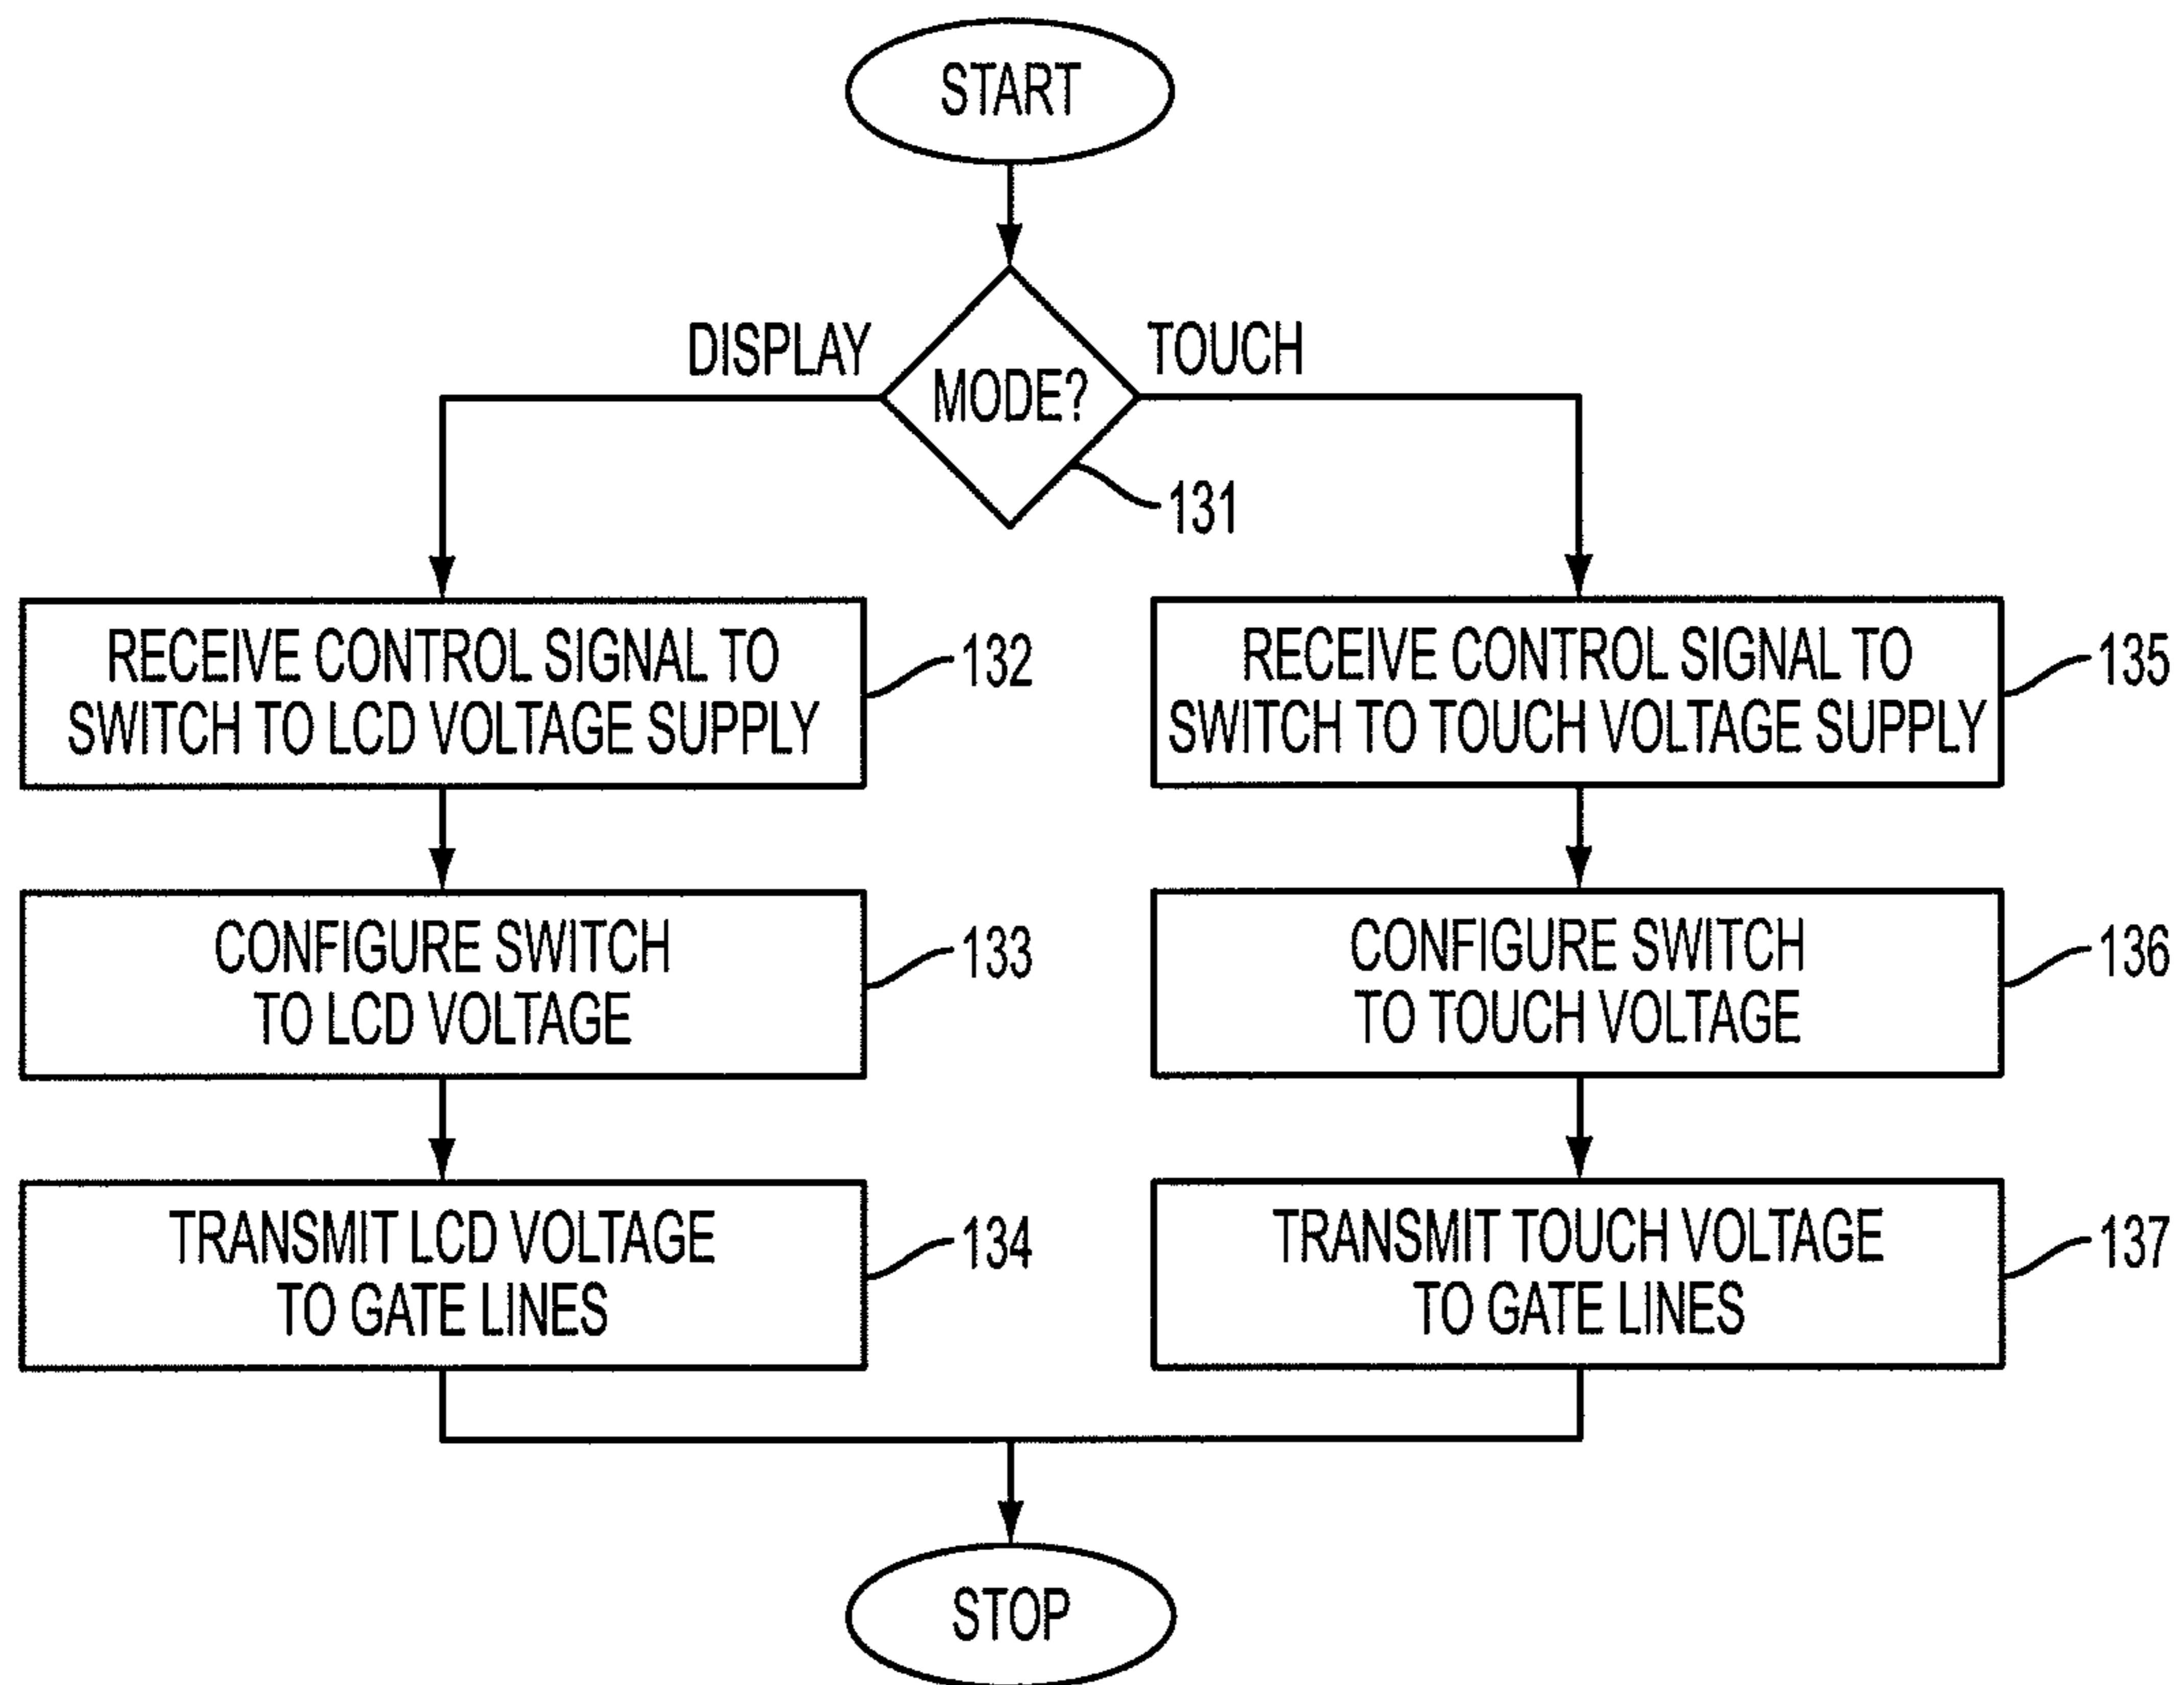 START
DISPLAY
TOUCH
MODE?
131
RECEIVE CONTROL SIGNAL TO
SWITCH TO LCD VOLTAGE SUPPLY
132
CONFIGURE SWITCH
TO LCD VOLTAGE
133
TRANSMIT LCD VOLTAGE
TO GATE LINES
134
RECEIVE CONTROL SIGNAL TO
SWITCH TO TOUCH VOLTAGE SUPPLY
135
CONFIGURE SWITCH
TO TOUCH VOLTAGE
136
TRANSMIT TOUCH VOLTAGE
TO GATE LINES
137
STOP